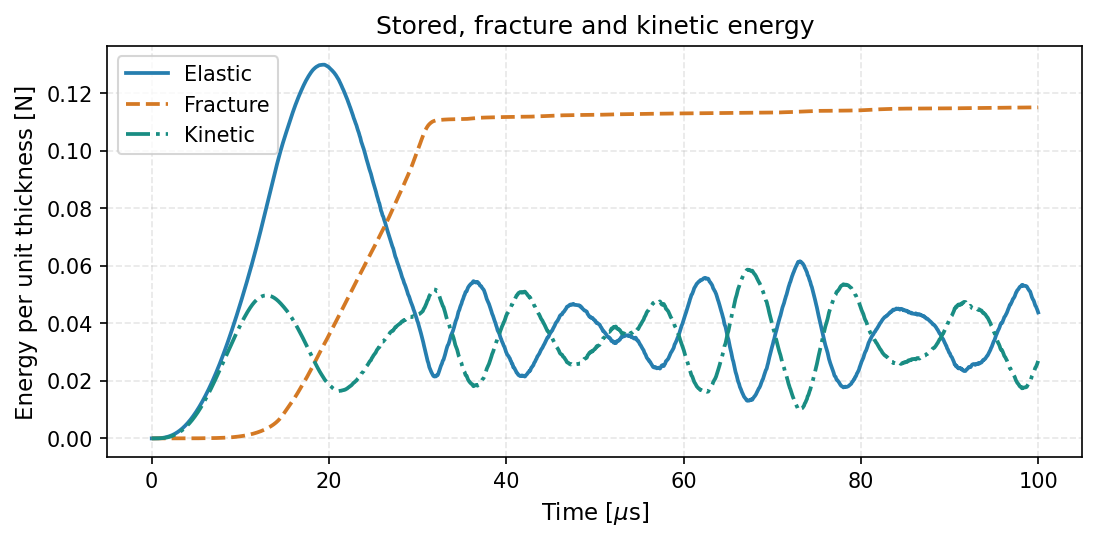 Stored, fracture and kinetic energy
Elastic
Fracture
Kinetic
Energy per unit thickness [N]
0.12
0.10
0.08
0.06
0.04
0.02
0.00
0 20 40 60 80 100
Time [μs]